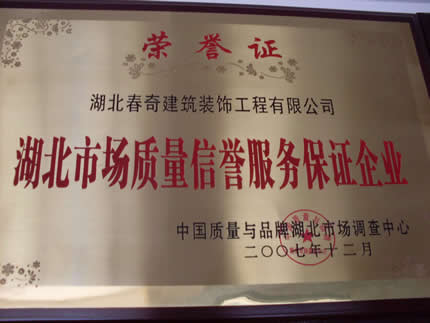 荣誉证
湖北春奇建筑装饰工程有限公司
湖北市场质量信誉服务保证企业
中国质量与品牌湖北市场调查中心
二〇〇七年十二月